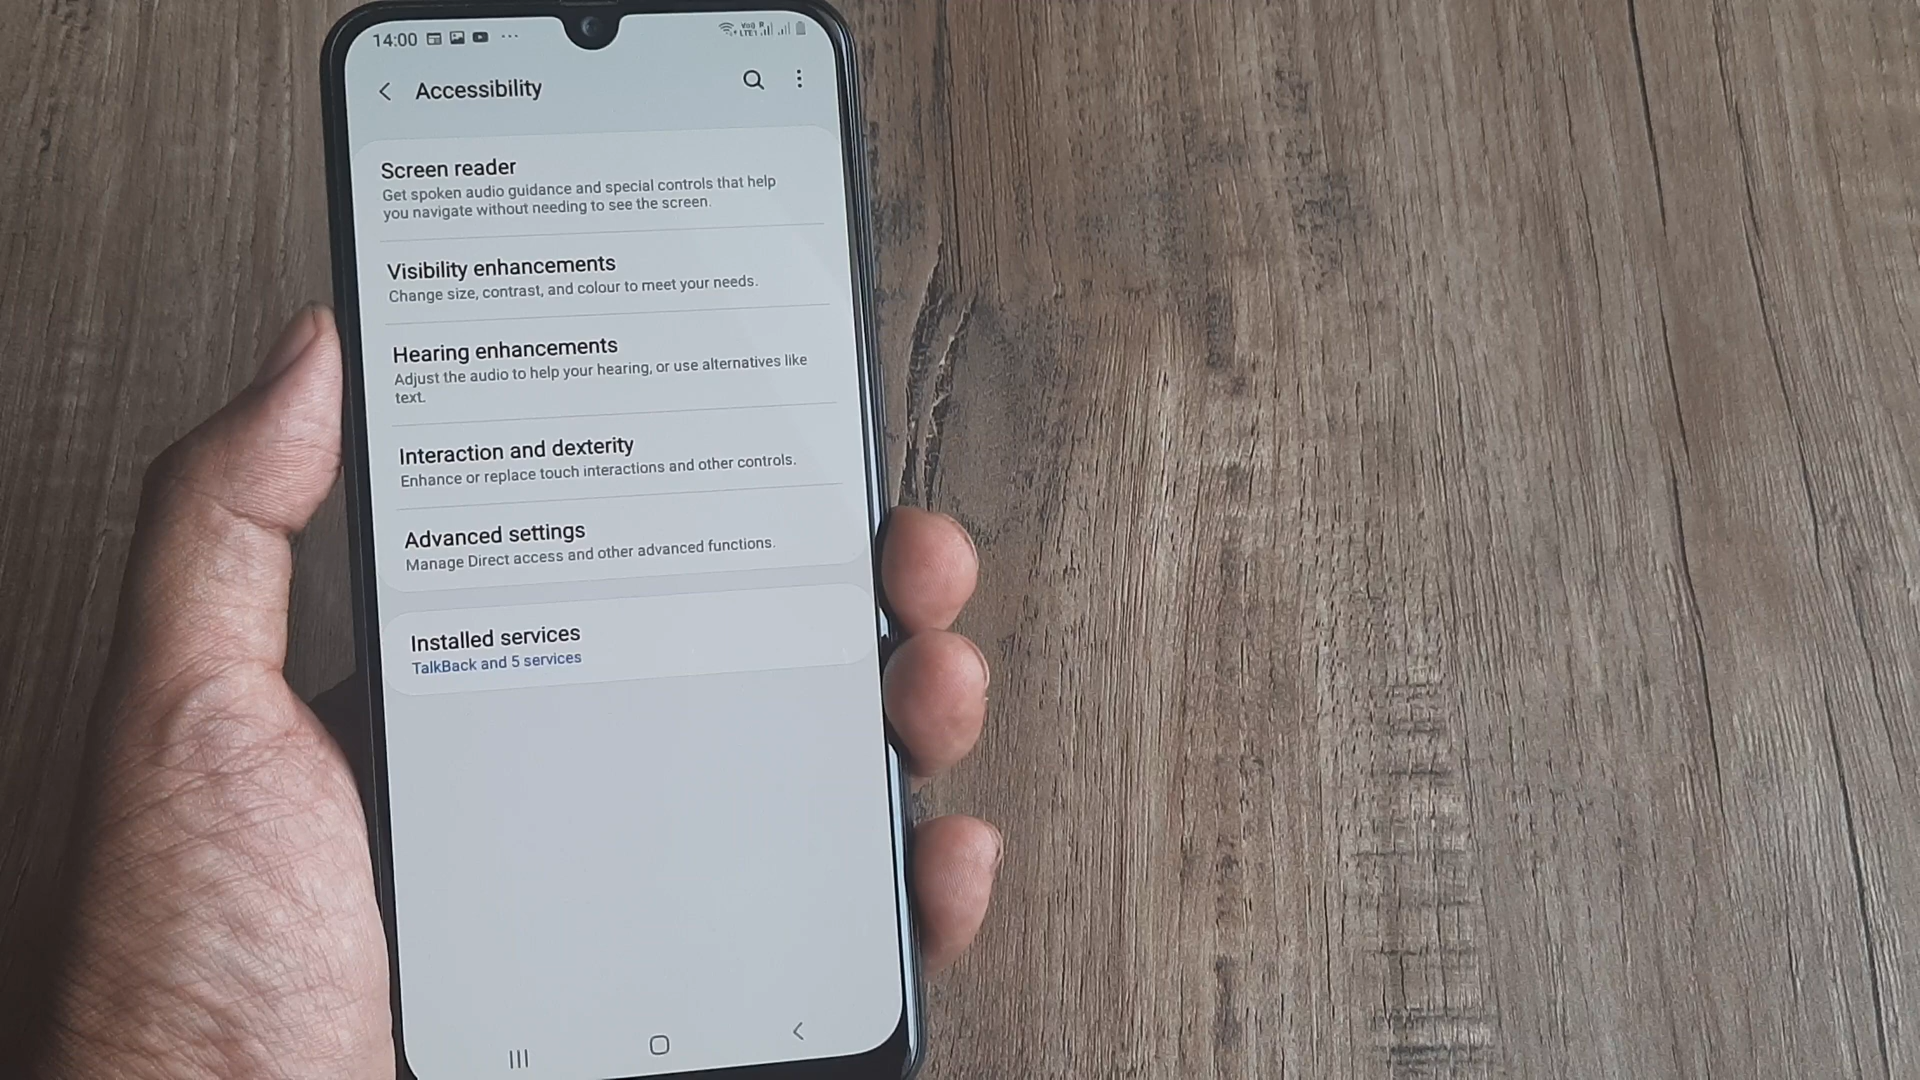 14:00
Accessibility
Screen reader
Get spoken audio guidance and special controls that help
you navigate without needing to see the screen.
Visibility enhancements
Change size, contrast, and colour to meet your needs.
Hearing enhancements
Adjust the audio to help your hearing, or use alternatives like
text.
Interaction and dexterity
Enhance or replace touch interactions and other controls.
Advanced settings
Manage Direct access and other advanced functions.
Installed services
TalkBack and 5 services